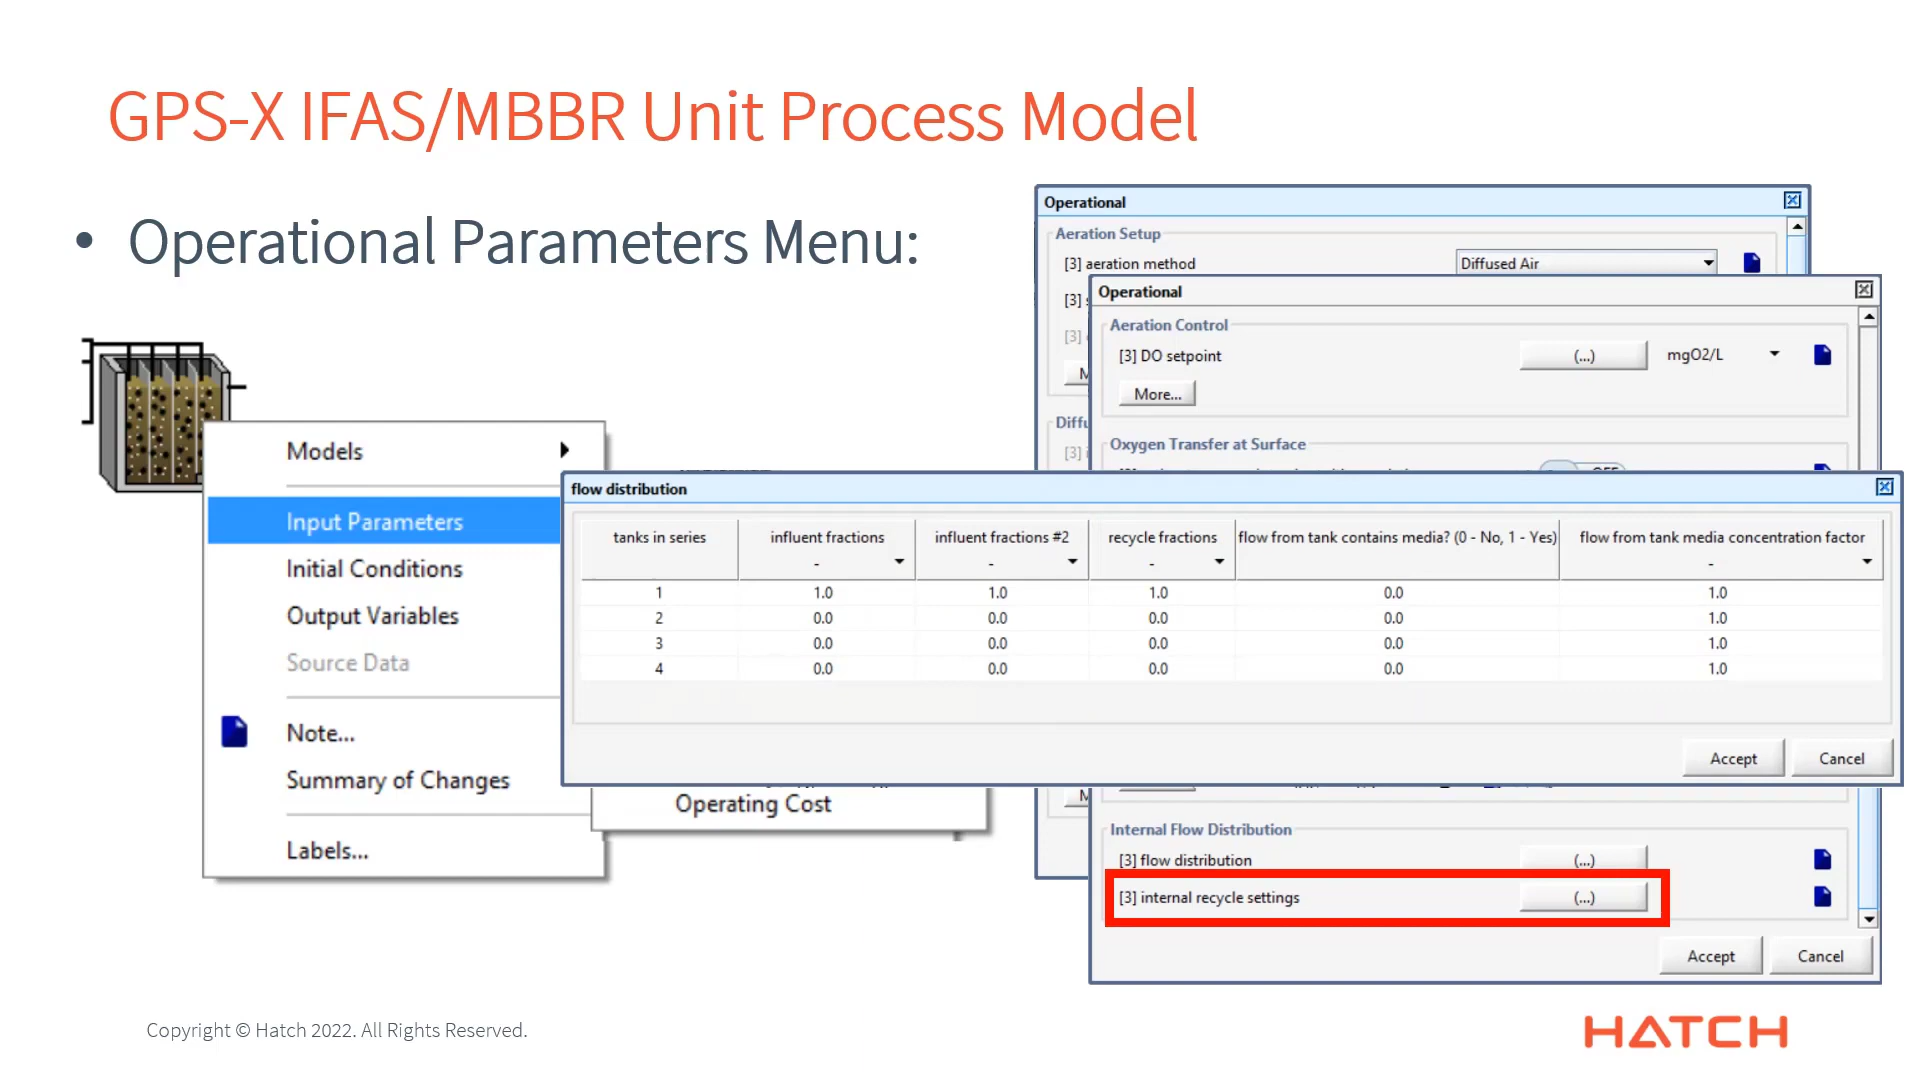 GPS-X IFAS/MBBR Unit Process Model
• Operational Parameters Menu:
Operational
Aeration Setup
[3] aeration method Diffused Air
[3]
[3]
Operational
Aeration Control
[3] DO setpoint (...) mgO2/L
More...
Oxygen Transfer at Surface
OFF
[3]
Models
Input Parameters
Initial Conditions
Output Variables
Source Data
Note...
Summary of Changes
Labels...
flow distribution
tanks in series influent fractions influent fractions #2 recycle fractions flow from tank contains media? (0 - No, 1 - Yes) flow from tank media concentration factor
- - - -
1 1.0 1.0 1.0 0.0 1.0
2 0.0 0.0 0.0 0.0 1.0
3 0.0 0.0 0.0 0.0 1.0
4 0.0 0.0 0.0 0.0 1.0
Accept Cancel
Operating Cost
Internal Flow Distribution
[3] flow distribution (...)
[3] internal recycle settings (...)
Accept Cancel
Copyright © Hatch 2022. All Rights Reserved.
HATCH